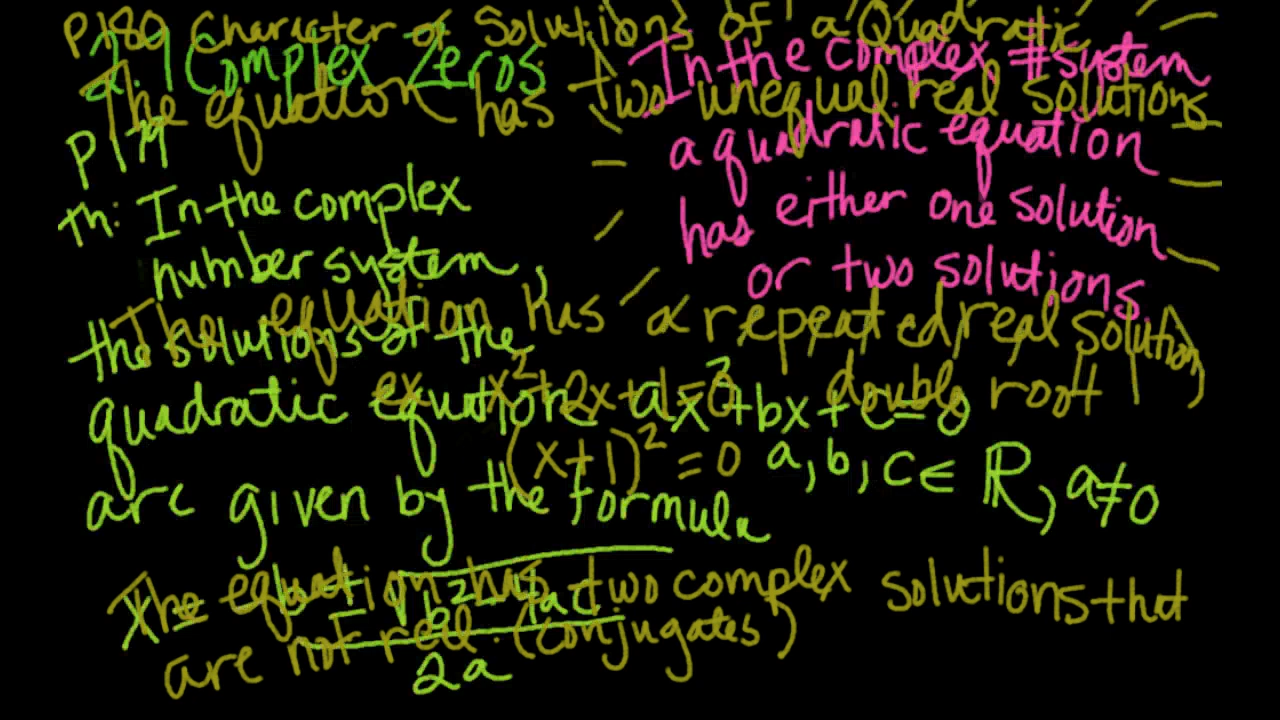 P180 Character of Solutions of a Quadratic
The equation has two unequal real solutions
The equation has a repeated real solution,
ex x²+2x+1=0 double root
(x+1)²=0
The equation has two complex solutions that
are not real. (conjugates)
2.7 Complex Zeros
P179
Th: In the complex
number system,
the solutions of the
quadratic equation ax²+bx+c=0
a, b, c ∈ ℝ, a≠0
are given by the formula
x = -b ± √b²-4ac
2a
In the complex #system
a quadratic equation
has either one solution
or two solutions.